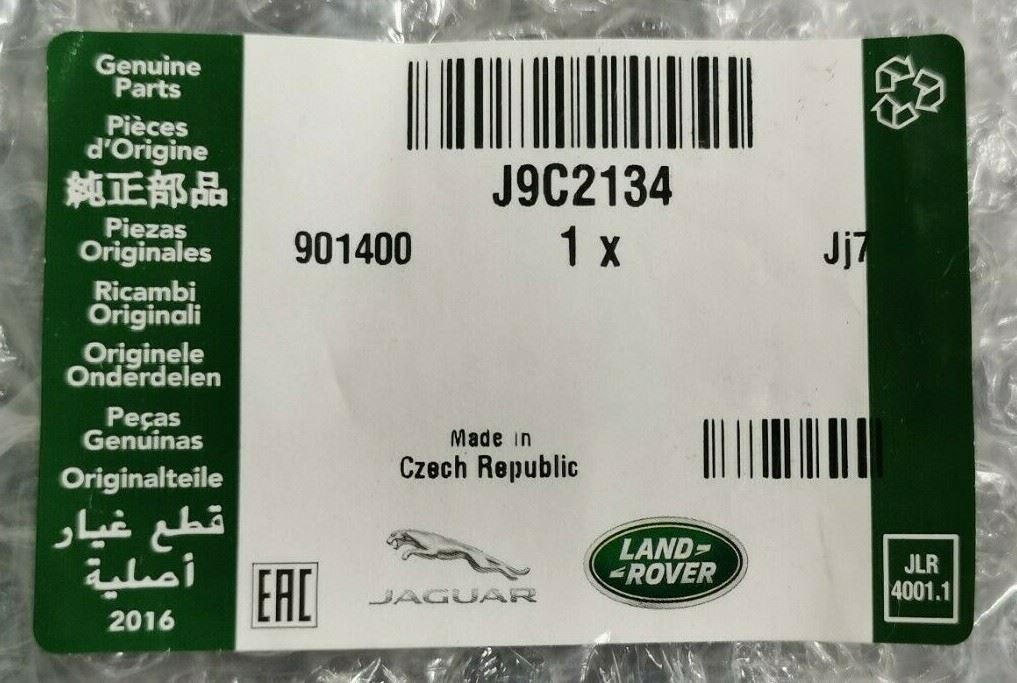 Genuine
Parts
Pièces
d'Origine
純正部品
Piezas
Originales
Ricambi
Originali
Originele
Onderdelen
Peças
Genuinas
Originalteile
قطع غيار
أصلية
2016
J9C2134
901400 1 x Jj7
Made in
Czech Republic
EAC
JAGUAR
LAND-
-ROVER
JLR
4001.1